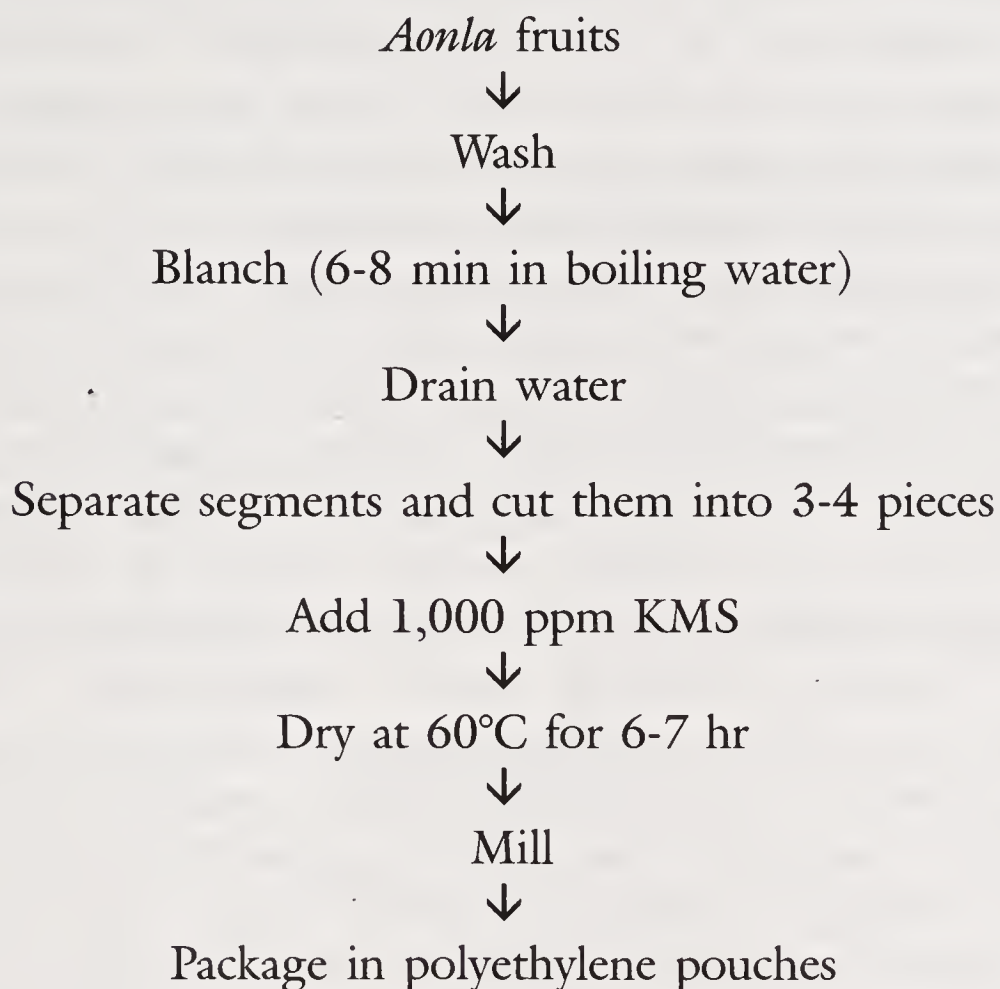 Aonla fruits
↓
Wash
↓
Blanch (6-8 min in boiling water)
↓
Drain water
↓
Separate segments and cut them into 3-4 pieces
↓
Add 1,000 ppm KMS
↓
Dry at 60°C for 6-7 hr
↓
Mill
↓
Package in polyethylene pouches